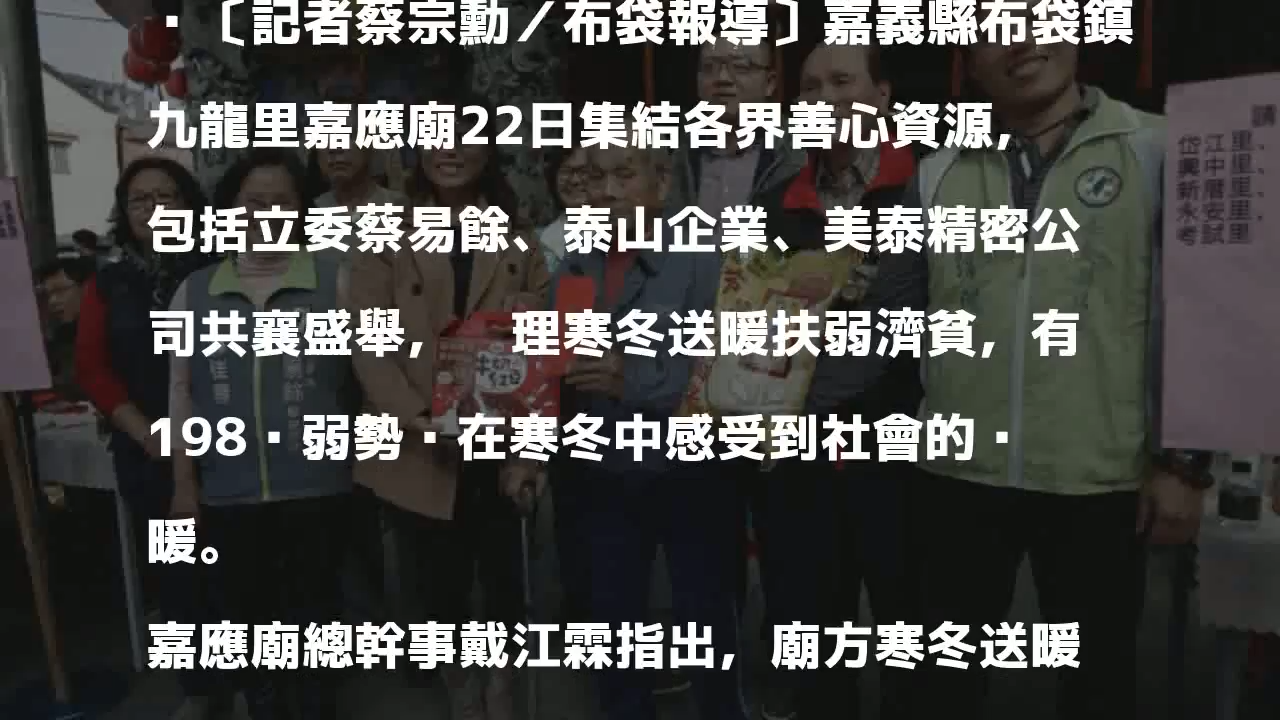 ▪〔記者蔡宗勳／布袋報導〕嘉義縣布袋鎮
九龍里嘉應廟22日集結各界善心資源，
包括立委蔡易餘、泰山企業、美泰精密公
司共襄盛舉，　理寒冬送暖扶弱濟貧，有
198▪弱勢▪在寒冬中感受到社會的▪
暖。
嘉應廟總幹事戴江霖指出，廟方寒冬送暖